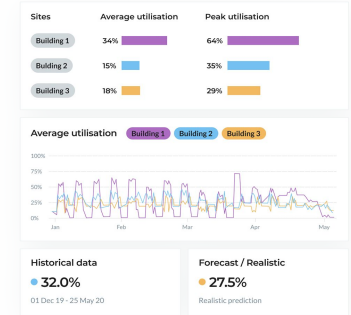 Sites Average utilisation Peak utilisation
Building 1 34% 64%
Bulding 2 15% 35%
Building 3 18% 29%
Average utilisation Building 1 Building 2 Building 3
100%
75%
50%
25%
0%
Jan Feb Mar Apr May
Historical data Forecast / Realistic
32.0% 27.5%
01 Dec 19 - 25 May 20 Realistic prediction